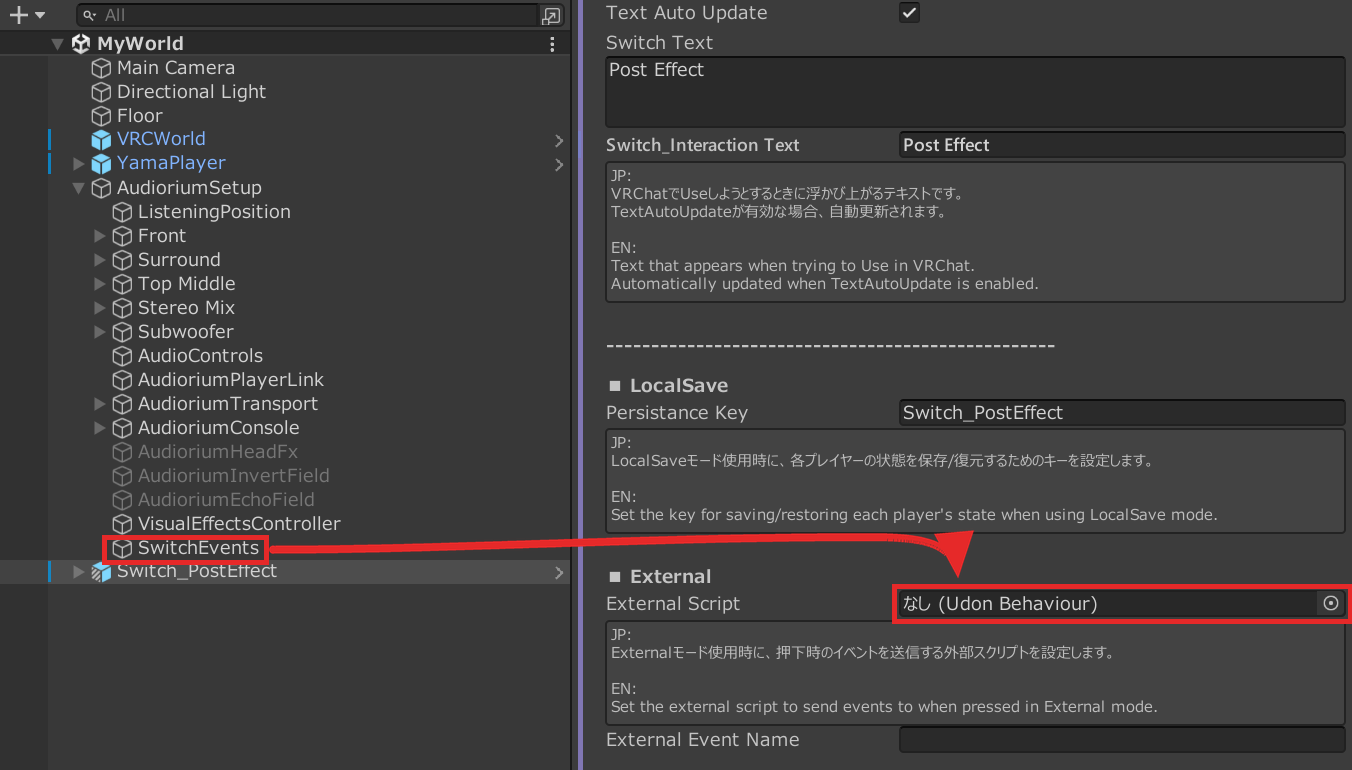 All
MyWorld
Main Camera
Directional Light
Floor
VRCWorld
YamaPlayer
AudioriumSetup
ListeningPosition
Front
Surround
Top Middle
Stereo Mix
Subwoofer
AudioControls
AudioriumPlayerLink
AudioriumTransport
AudioriumConsole
AudioriumHeadFx
AudioriumInvertField
AudioriumEchoField
VisualEffectsController
SwitchEvents
Switch_PostEffect
Text Auto Update
Switch Text
Post Effect
Switch_Interaction Text Post Effect
JP:
VRChatでUseしようとするときに浮かび上がるテキストです。
TextAutoUpdateが有効な場合、自動更新されます。
EN:
Text that appears when trying to Use in VRChat.
Automatically updated when TextAutoUpdate is enabled.
--------------------------------------------------
■ LocalSave
Persistance Key Switch_PostEffect
JP:
LocalSaveモード使用時に、各プレイヤーの状態を保存/復元するためのキーを設定します。
EN:
Set the key for saving/restoring each player's state when using LocalSave mode.
■ External
External Script なし (Udon Behaviour)
JP:
Externalモード使用時に、押下時のイベントを送信する外部スクリプトを設定します。
EN:
Set the external script to send events to when pressed in External mode.
External Event Name